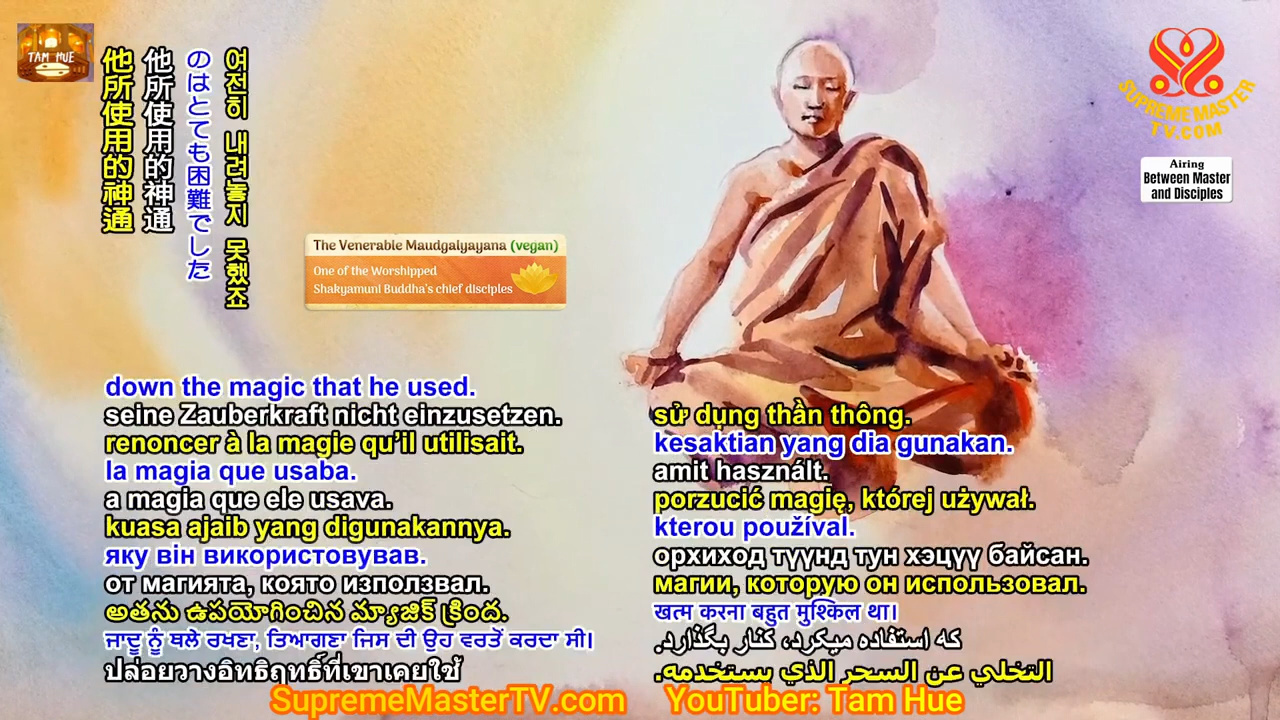 TAM HUE
他所使用的神通
他所使用的神通
のはとても困難でした
여전히 내려놓지 못했죠
SUPREME MASTER
TV.COM
Airing
Between Master
and Disciples
The Venerable Maudgalyayana (vegan)
One of the Worshipped
Shakyamuni Buddha's chief disciples
down the magic that he used.
seine Zauberkraft nicht einzusetzen.
renoncer à la magie qu'il utilisait.
la magia que usaba.
a magia que ele usava.
kuasa ajaib yang digunakannya.
яку він використовував.
от магията, която използвал.
అతను ఉపయోగించిన మ్యాజిక్ క్రింద.
ਜਾਦੂ ਨੂੰ ਥਲੇ ਰਖਣਾ, ਤਿਆਗਣਾ ਜਿਸ ਦੀ ਉਹ ਵਰਤੋਂ ਕਰਦਾ ਸੀ।
ปล่อยวางอิทธิฤทธิ์ที่เขาเคยใช้
sử dụng thần thông.
kesaktian yang dia gunakan.
amit használt.
porzucić magię, której używał.
kterou používal.
орхиход түүнд тун хэцүү байсан.
магии, которую он использовал.
खत्म करना बहुत मुश्किल था।
که استفاده میکرد، کنار بگذارد.
التخلي عن السحر الذي يستخدمه.
SupremeMasterTV.com YouTuber: Tam Hue